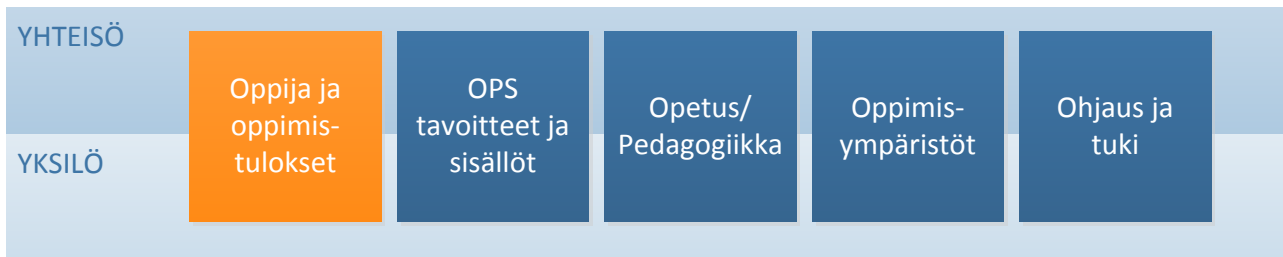 YHTEISÖ
YKSILÖ
Oppija ja
oppimis-
tulokset
OPS
tavoitteet ja
sisällöt
Opetus/
Pedagogiikka
Oppimis-
ympäristöt
Ohjaus ja
tuki